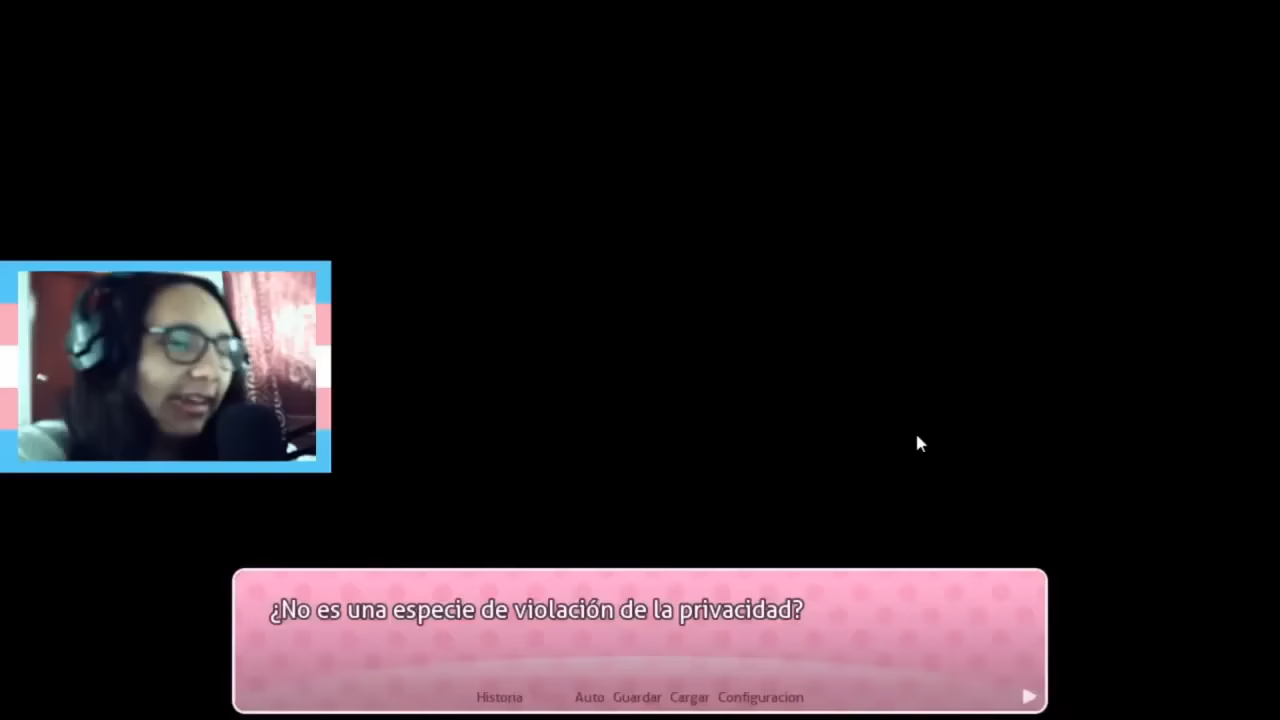 ¿No es una especie de violación de la privacidad?
Historia Auto Guardar Cargar Configuracion